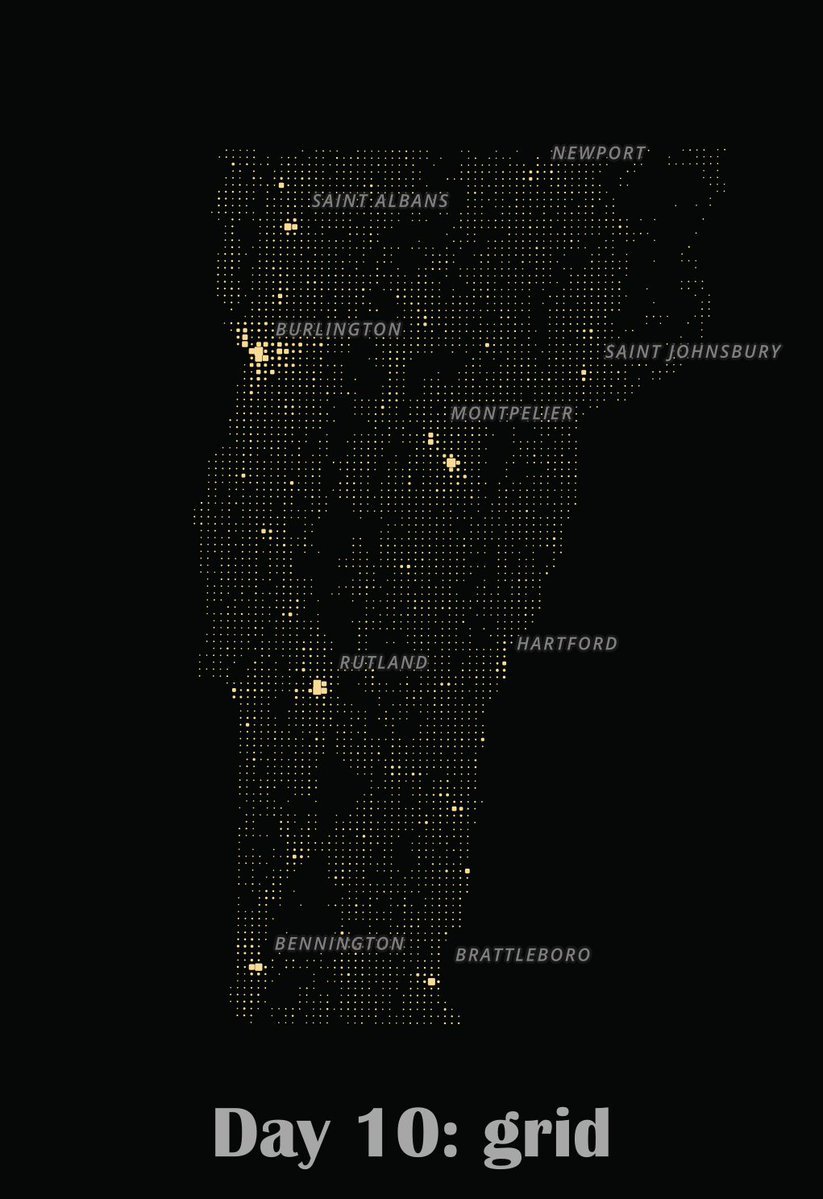 NEWPORT
SAINT ALBANS
BURLINGTON
SAINT JOHNSBURY
MONTPELIER
HARTFORD
RUTLAND
BENNINGTON
BRATTLEBORO
Day 10: grid